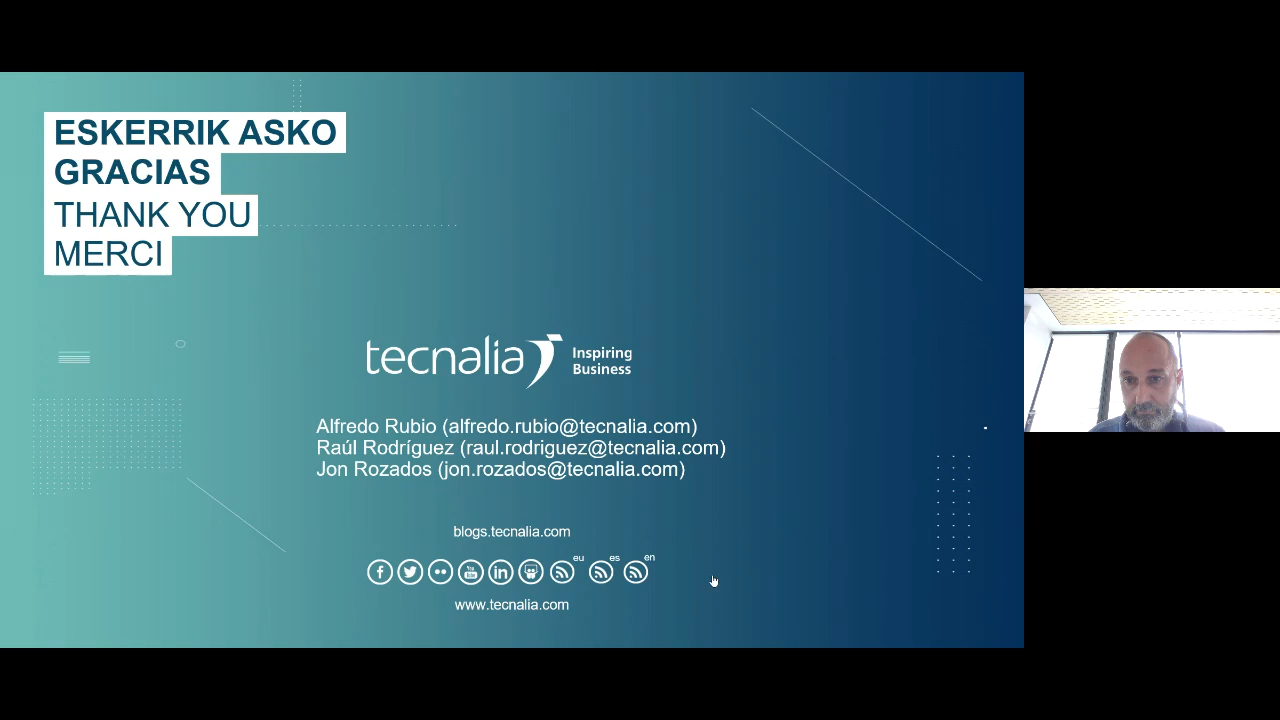 ESKERRIK ASKO
GRACIAS
THANK YOU
MERCI
tecnalia Inspiring
Business
Alfredo Rubio (alfredo.rubio@tecnalia.com)
Raúl Rodríguez (raul.rodriguez@tecnalia.com)
Jon Rozados (jon.rozados@tecnalia.com)
blogs.tecnalia.com
eu es en
www.tecnalia.com